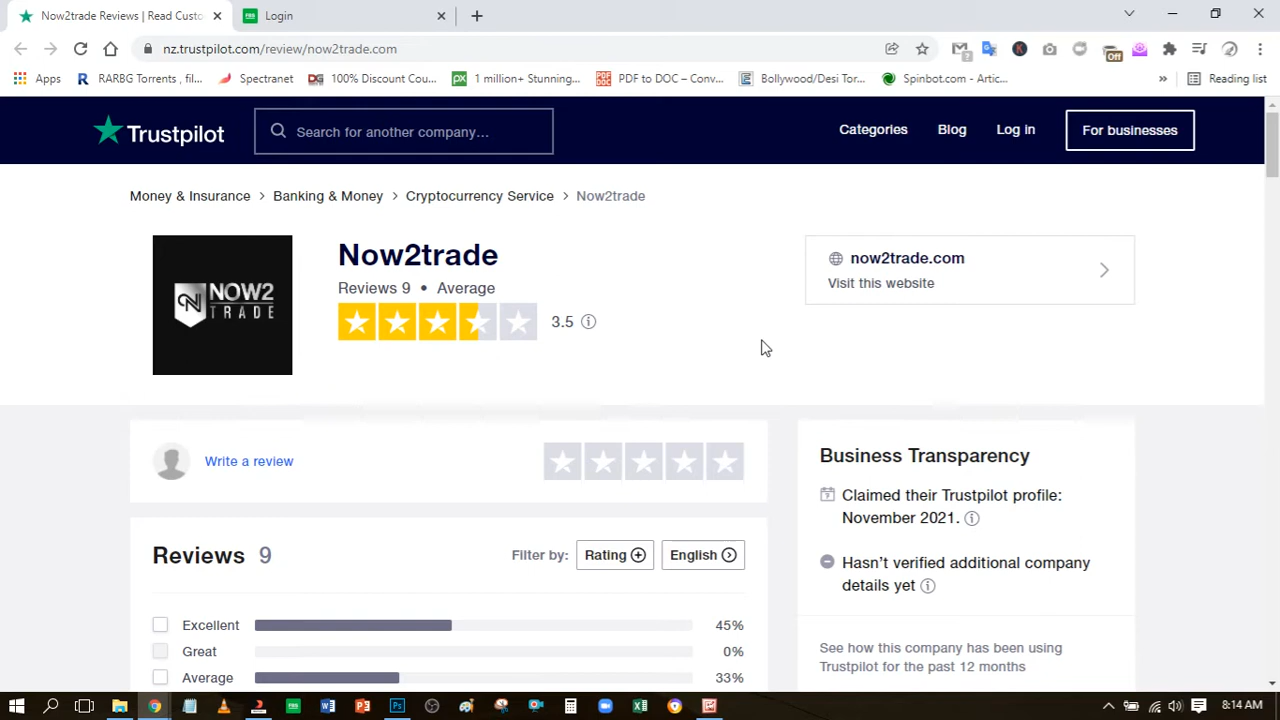 Now2trade Reviews | Read Custo
Login
nz.trustpilot.com/review/now2trade.com
Off
Apps
RARBG Torrents , fil...
Spectranet
100% Discount Cou...
1 million+ Stunning...
PDF to DOC – Conv...
Bollywood/Desi Tor...
Spinbot.com - Artic...
Reading list
Trustpilot
Search for another company...
Categories
Blog
Log in
For businesses
Money & Insurance > Banking & Money > Cryptocurrency Service > Now2trade
NOW2
TRADE
Now2trade
Reviews 9 • Average
3.5
now2trade.com
Visit this website
Write a review
Reviews 9
Filter by:
Rating
English
Excellent 45%
Great 0%
Average 33%
Business Transparency
Claimed their Trustpilot profile:
November 2021.
Hasn't verified additional company
details yet
See how this company has been using
Trustpilot for the past 12 months
8:14 AM